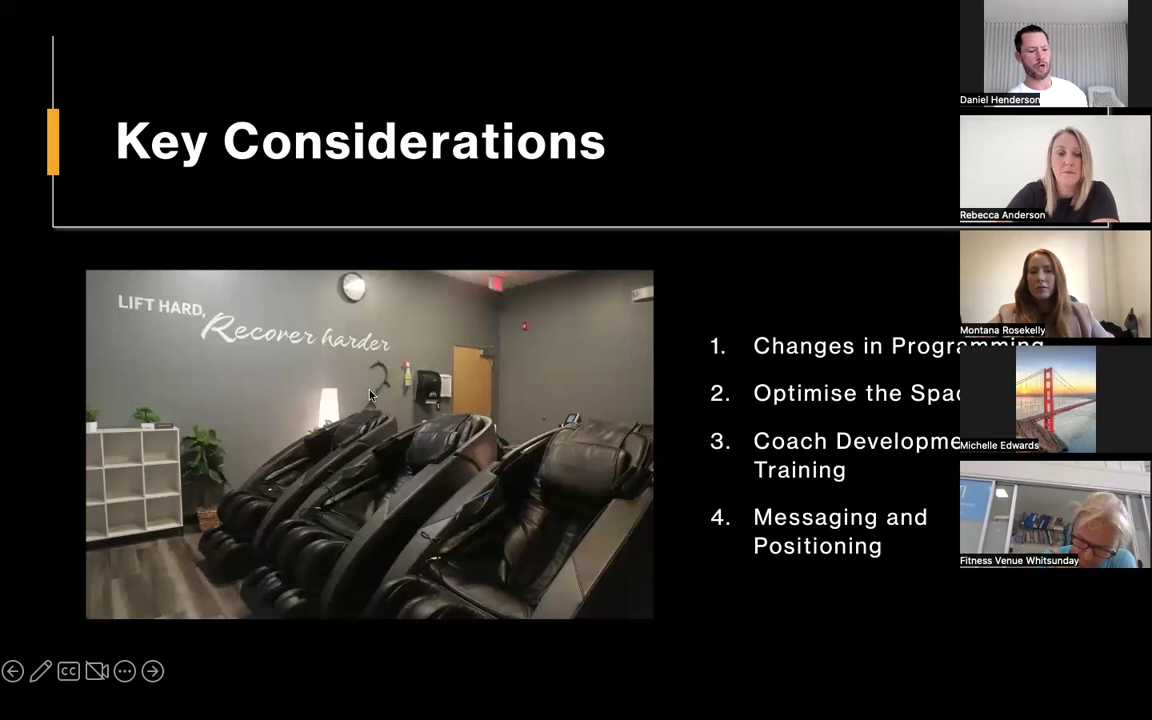 Key Considerations
LIFT HARD,
Recover harder
1. Changes in Programming
2. Optimise the Spac
3. Coach Developme
Training
4. Messaging and
Positioning
Daniel Henderson
Rebecca Anderson
Montana Rosekelly
Michelle Edwards
Fitness Venue Whitsunday
CC